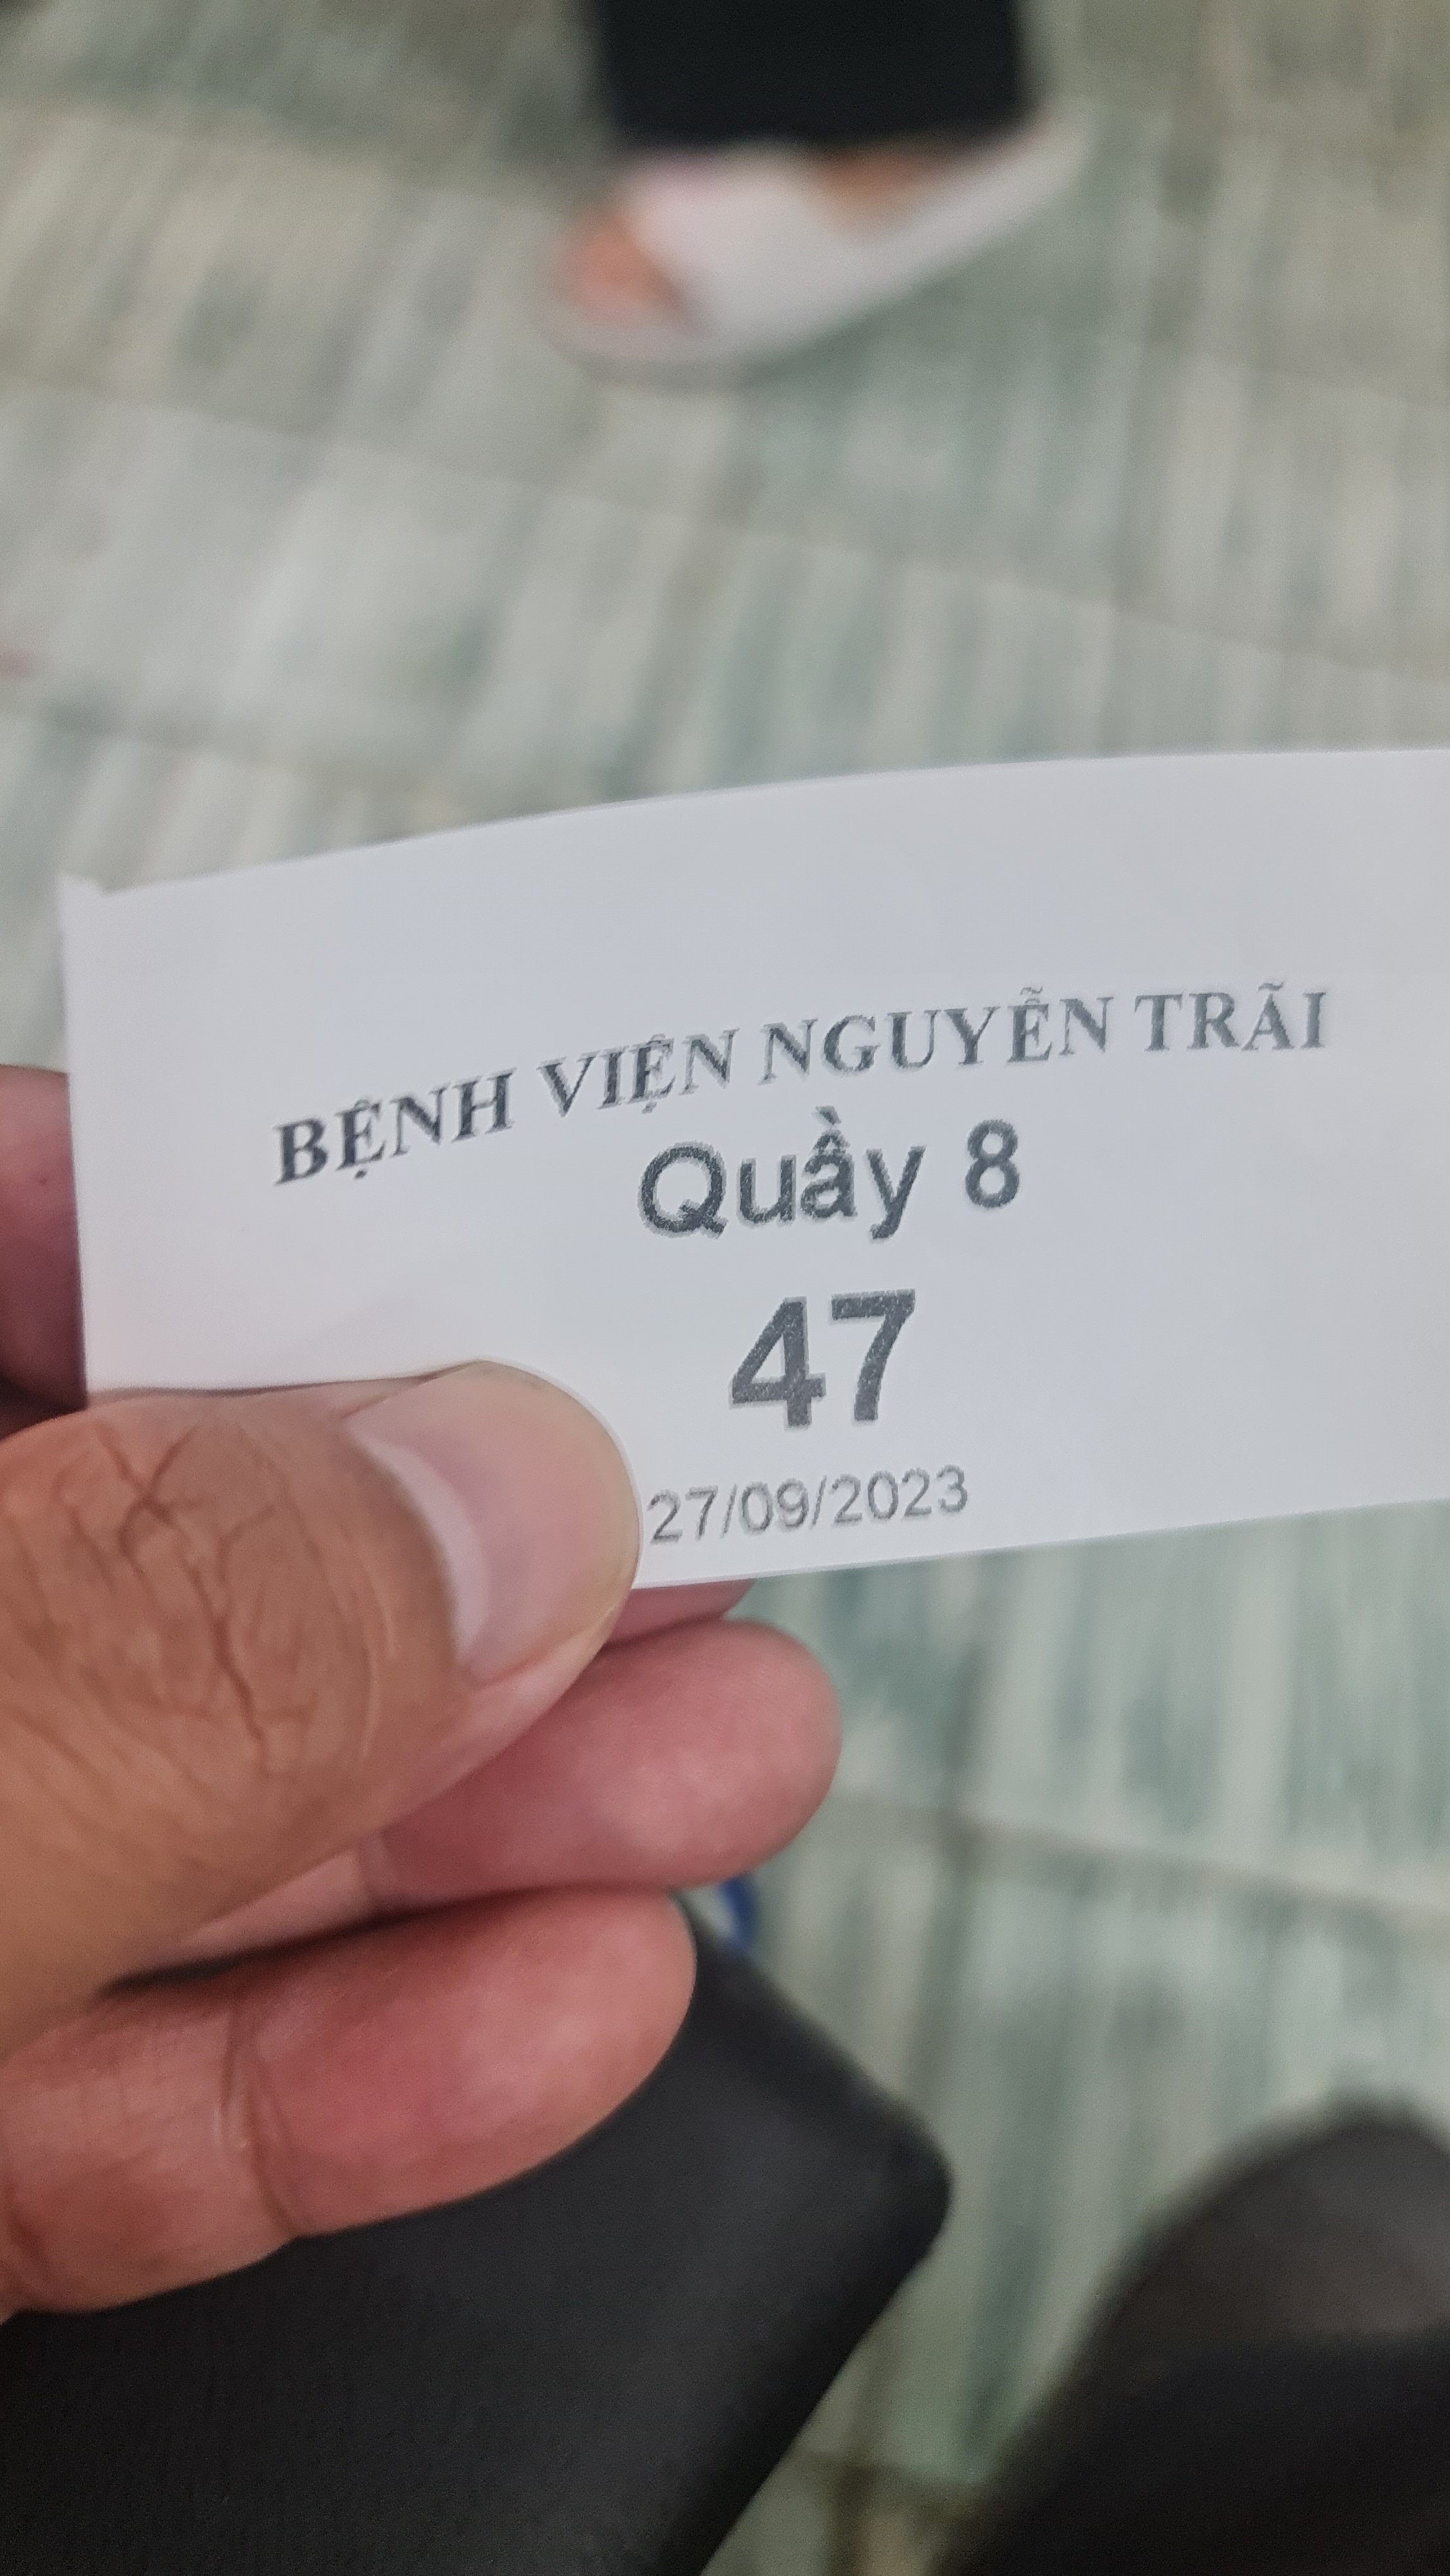 BỆNH VIỆN NGUYỄN TRÃI
Quầy 8
47
27/09/2023